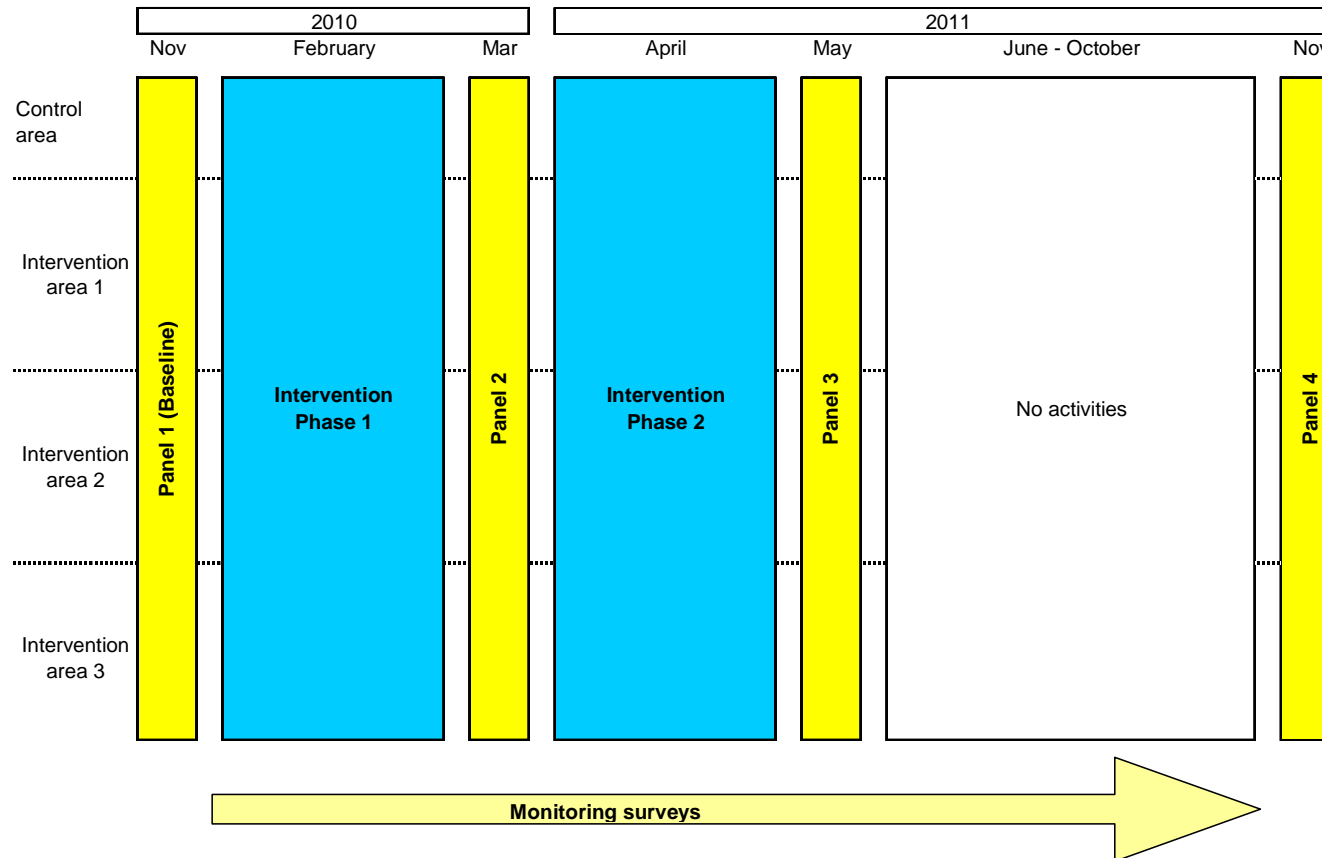 2010
2011
Nov
February
Mar
April
May
June - October
Nov
Control
area
Intervention
area 1
Intervention
area 2
Intervention
area 3
Panel 1 (Baseline)
Intervention
Phase 1
Panel 2
Intervention
Phase 2
Panel 3
No activities
Panel 4
Monitoring surveys